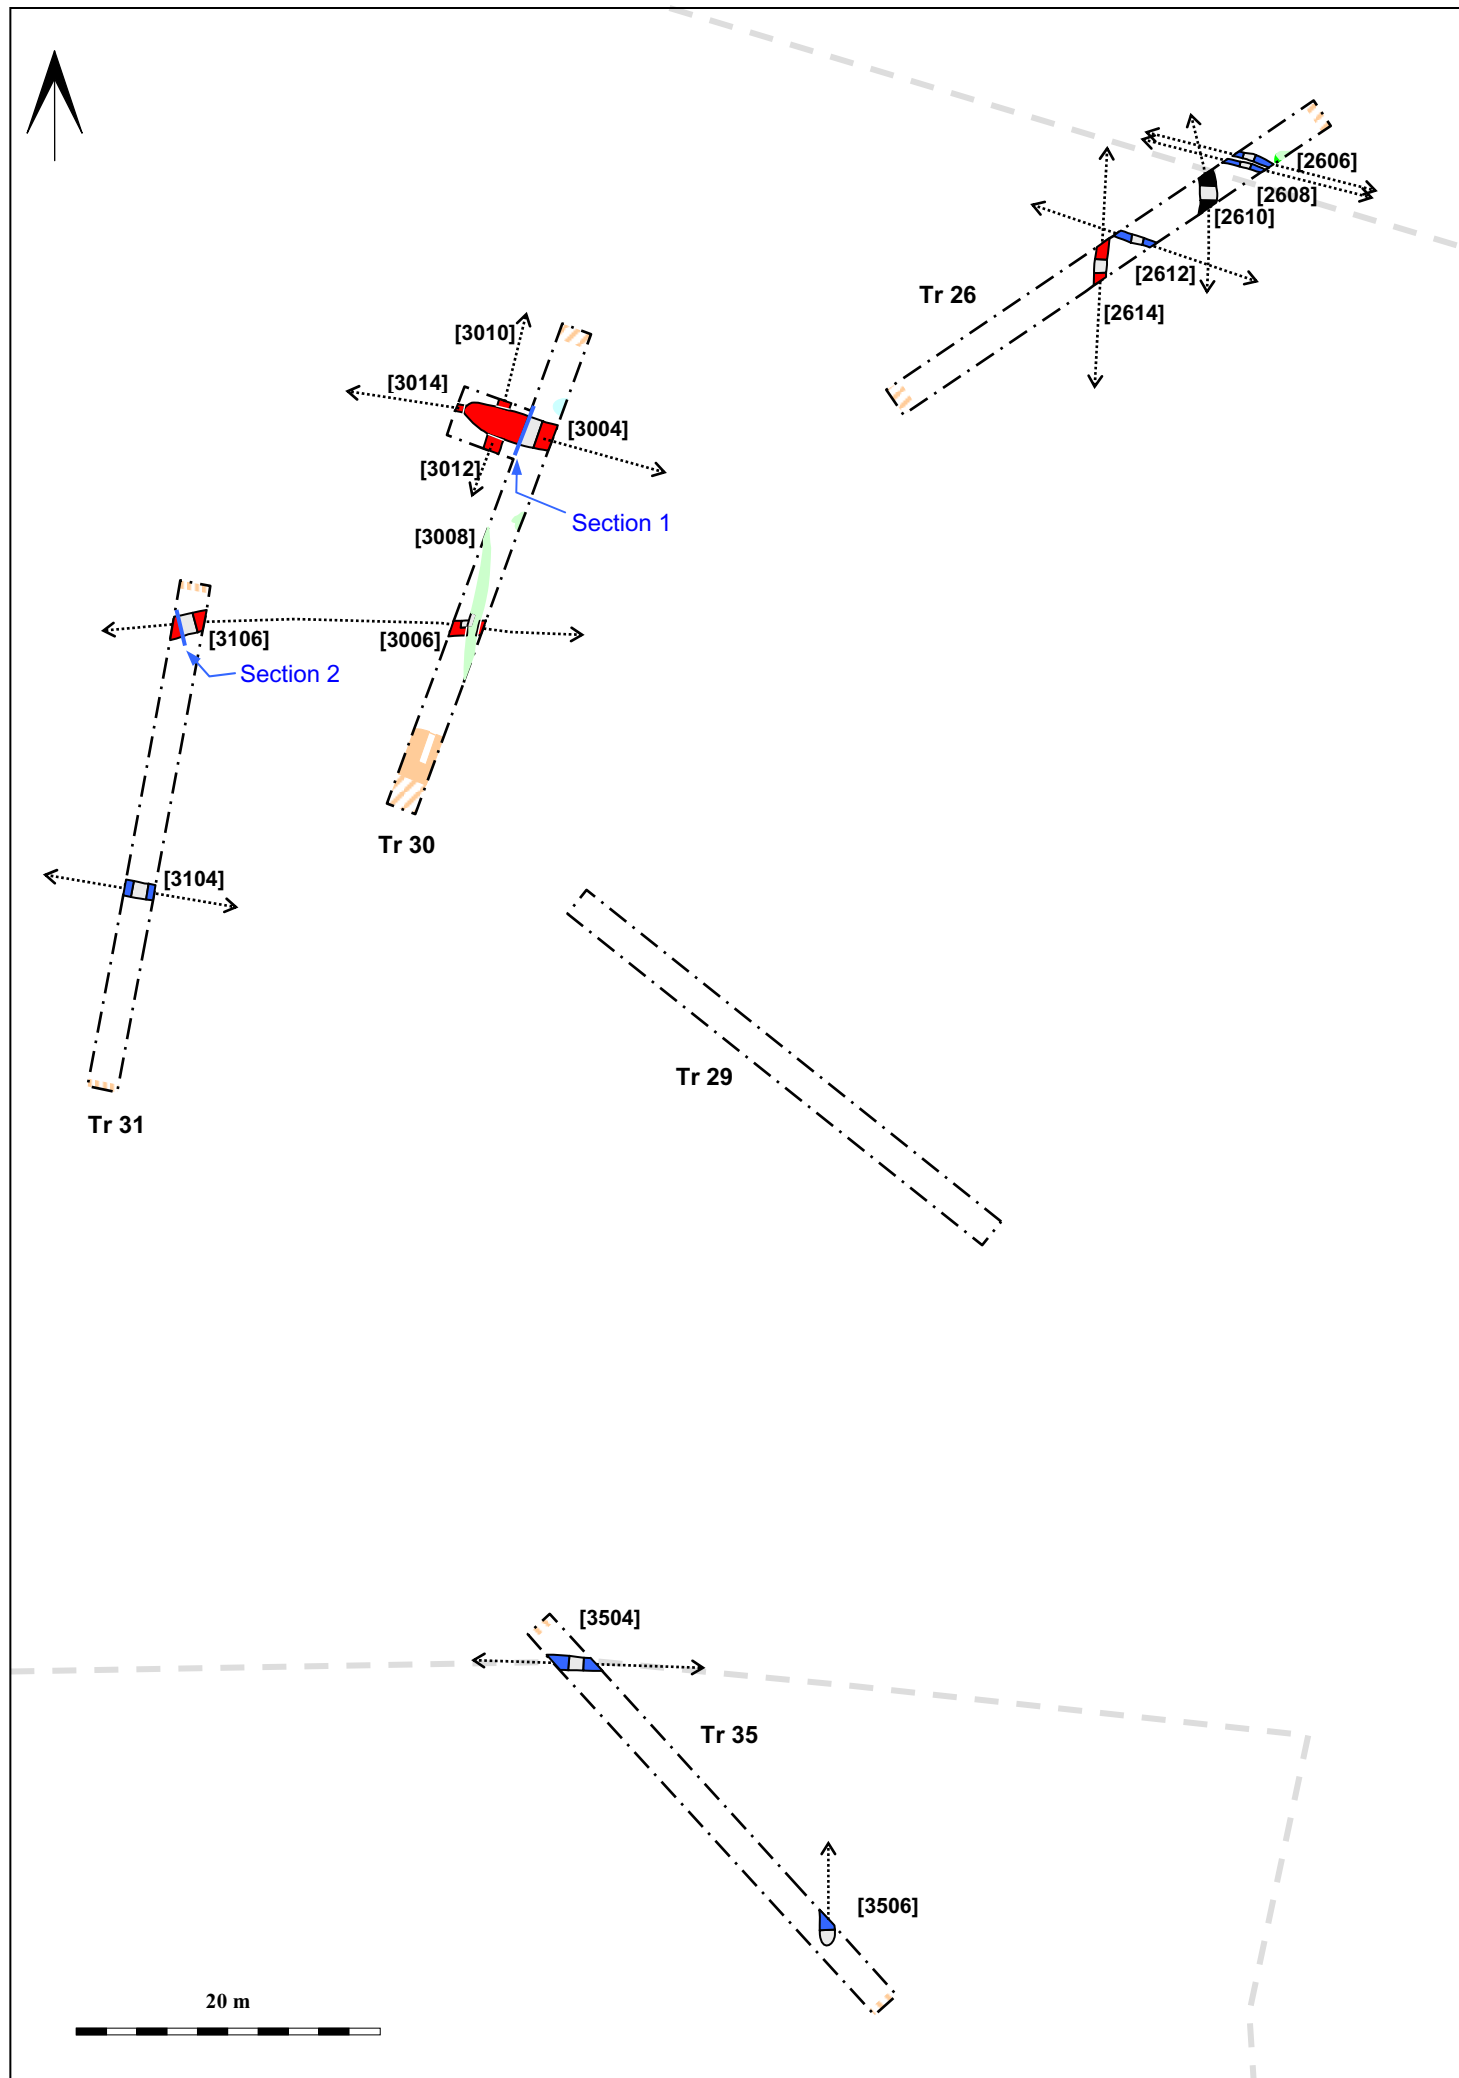 [2606]
[2608]
[2610]
[2612]
Tr 26
[2614]
[3010]
[3014]
[3004]
[3012]
Section 1
[3008]
[3106]
[3006]
Section 2
Tr 30
[3104]
Tr 29
Tr 31
[3504]
Tr 35
[3506]
20 m